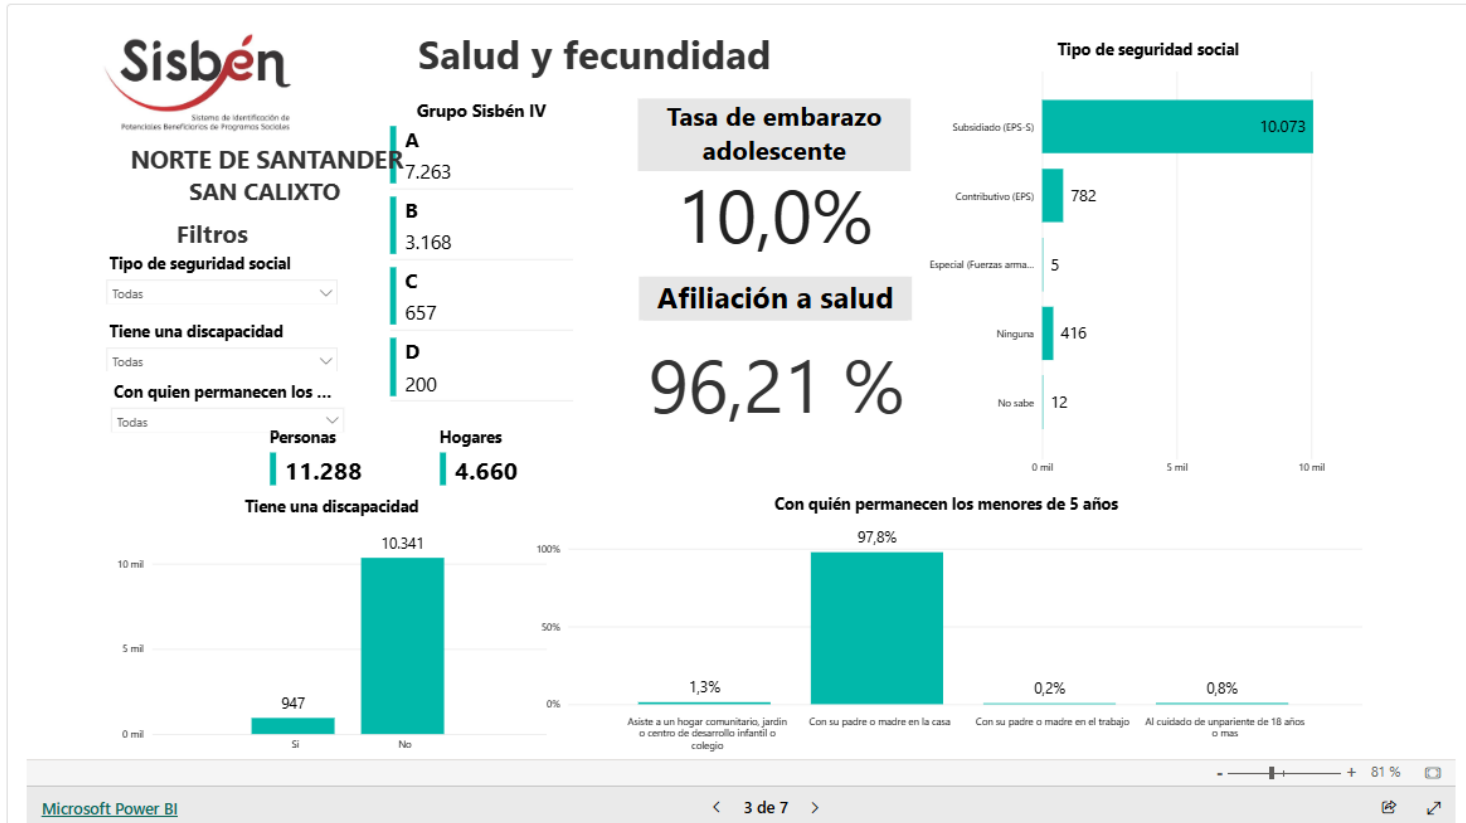 Sisbén
Sistema de Identificación de
Potenciales Beneficiarios de Programas Sociales
NORTE DE SANTANDER
SAN CALIXTO
Filtros
Tipo de seguridad social
Todas
Tiene una discapacidad
Todas
Con quien permanecen los ...
Todas
Salud y fecundidad
Grupo Sisbén IV
A
7.263
B
3.168
C
657
D
200
Personas
11.288
Hogares
4.660
Tasa de embarazo
adolescente
10,0%
Afiliación a salud
96,21 %
Tipo de seguridad social
Subsidiado (EPS-S)
10.073
Contributivo (EPS)
782
Especial (Fuerzas arma...
5
Ninguna
416
No sabe
12
0 mil
5 mil
10 mil
Tiene una discapacidad
10 mil
5 mil
0 mil
947
10.341
Si
No
Con quién permanecen los menores de 5 años
100%
50%
0%
1,3%
97,8%
0,2%
0,8%
Asiste a un hogar comunitario, jardin
o centro de desarrollo infantil o
colegio
Con su padre o madre en la casa
Con su padre o madre en el trabajo
Al cuidado de unpariente de 18 años
o mas
- + 81 %
Microsoft Power BI
< 3 de 7 >